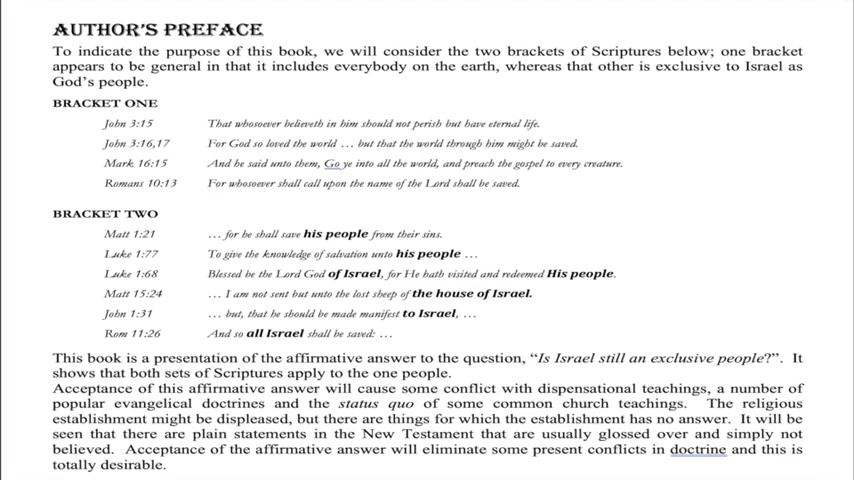 AUTHOR'S PREFACE
To indicate the purpose of this book, we will consider the two brackets of Scriptures below; one bracket
appears to be general in that it includes everybody on the earth, whereas that other is exclusive to Israel as
God's people.
BRACKET ONE
John 3:15 That whosoever believeth in him should not perish but have eternal life.
John 3:16,17 For God so loved the world … but that the world through him might be saved.
Mark 16:15 And he said unto them, Go ye into all the world, and preach the gospel to every creature.
Romans 10:13 For whosoever shall call upon the name of the Lord shall be saved.
BRACKET TWO
Matt 1:21 … for he shall save his people from their sins.
Luke 1:77 To give the knowledge of salvation unto his people …
Luke 1:68 Blessed be the Lord God of Israel, for He hath visited and redeemed His people.
Matt 15:24 … I am not sent but unto the lost sheep of the house of Israel.
John 1:31 … but, that he should be made manifest to Israel, …
Rom 11:26 And so all Israel shall be saved: …
This book is a presentation of the affirmative answer to the question, "Is Israel still an exclusive people?". It
shows that both sets of Scriptures apply to the one people.
Acceptance of this affirmative answer will cause some conflict with dispensational teachings, a number of
popular evangelical doctrines and the status quo of some common church teachings. The religious
establishment might be displeased, but there are things for which the establishment has no answer. It will be
seen that there are plain statements in the New Testament that are usually glossed over and simply not
believed. Acceptance of the affirmative answer will eliminate some present conflicts in doctrine and this is
totally desirable.